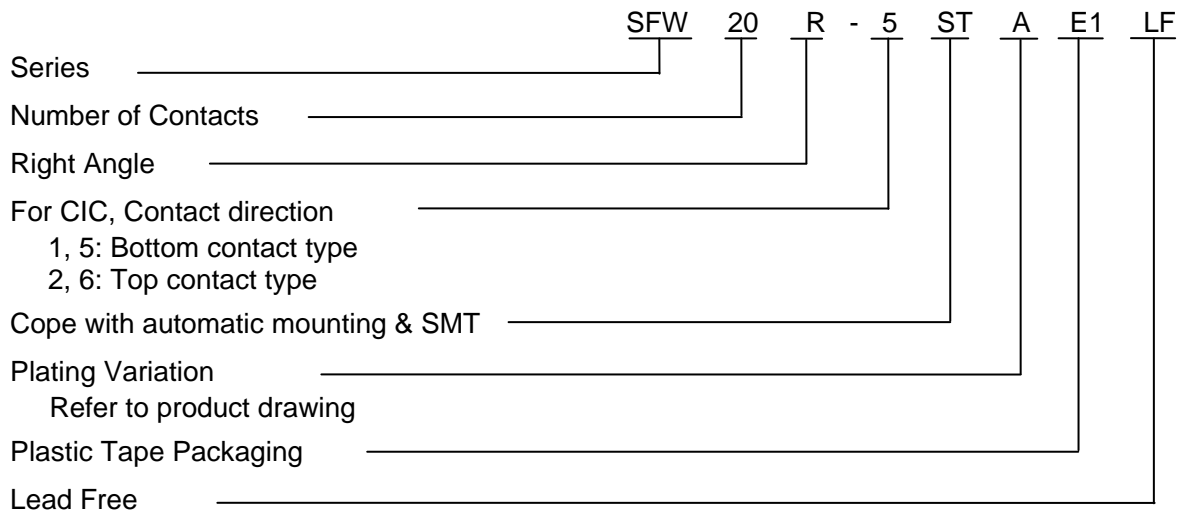 SFW 20 R - 5 ST A E1 LF
Series
Number of Contacts
Right Angle
For CIC, Contact direction
1, 5: Bottom contact type
2, 6: Top contact type
Cope with automatic mounting & SMT
Plating Variation
Refer to product drawing
Plastic Tape Packaging
Lead Free